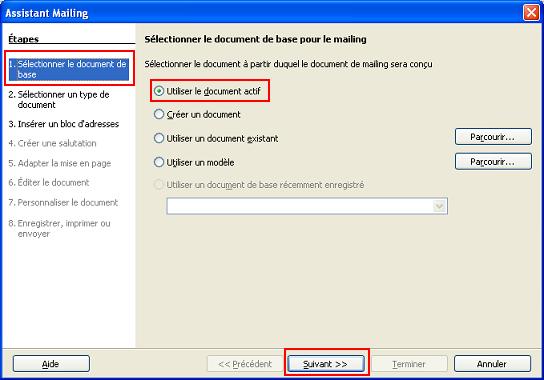 Assistant Mailing
Étapes
1. Sélectionner le document de
base
2. Sélectionner un type de
document
3. Insérer un bloc d'adresses
4. Créer une salutation
5. Adapter la mise en page
6. Éditer le document
7. Personnaliser le document
8. Enregistrer, imprimer ou
envoyer
Sélectionner le document de base pour le mailing
Sélectionner le document à partir duquel le document de mailing sera conçu
Utiliser le document actif
Créer un document
Utiliser un document existant
Parcourir...
Utiliser un modèle
Parcourir...
Utiliser un document de base récemment enregistré
Aide
<< Précédent
Suivant >>
Terminer
Annuler